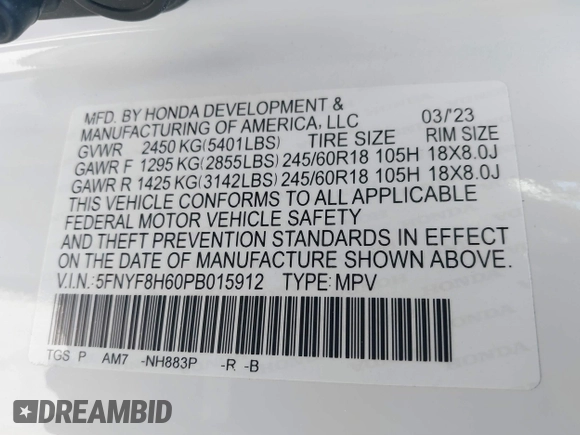 MFD. BY HONDA DEVELOPMENT &
MANUFACTURING OF AMERICA, LLC 03/'23
GVWR 2450 KG(5401LBS) TIRE SIZE RIM SIZE
GAWR F 1295 KG(2855LBS) 245/60R18 105H 18X8.0J
GAWR R 1425 KG(3142LBS) 245/60R18 105H 18X8.0J
THIS VEHICLE CONFORMS TO ALL APPLICABLE
FEDERAL MOTOR VEHICLE SAFETY
AND THEFT PREVENTION STANDARDS IN EFFECT
ON THE DATE OF MANUFACTURE SHOWN ABOVE.
V.I.N.:5FNYF8H60PB015912 TYPE:MPV
TGS P AM7 -NH883P -R -B
DREAMBID